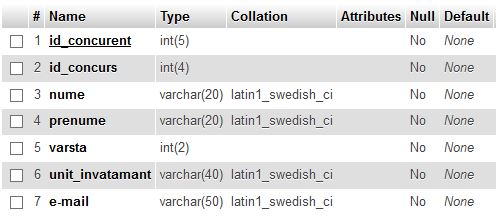 # Name Type Collation Attributes Null Default
1 id_concurent int(5) No None
2 id_concurs int(4) No None
3 nume varchar(20) latin1_swedish_ci No None
4 prenume varchar(20) latin1_swedish_ci No None
5 varsta int(2) No None
6 unit_invatamant varchar(40) latin1_swedish_ci No None
7 e-mail varchar(50) latin1_swedish_ci No None